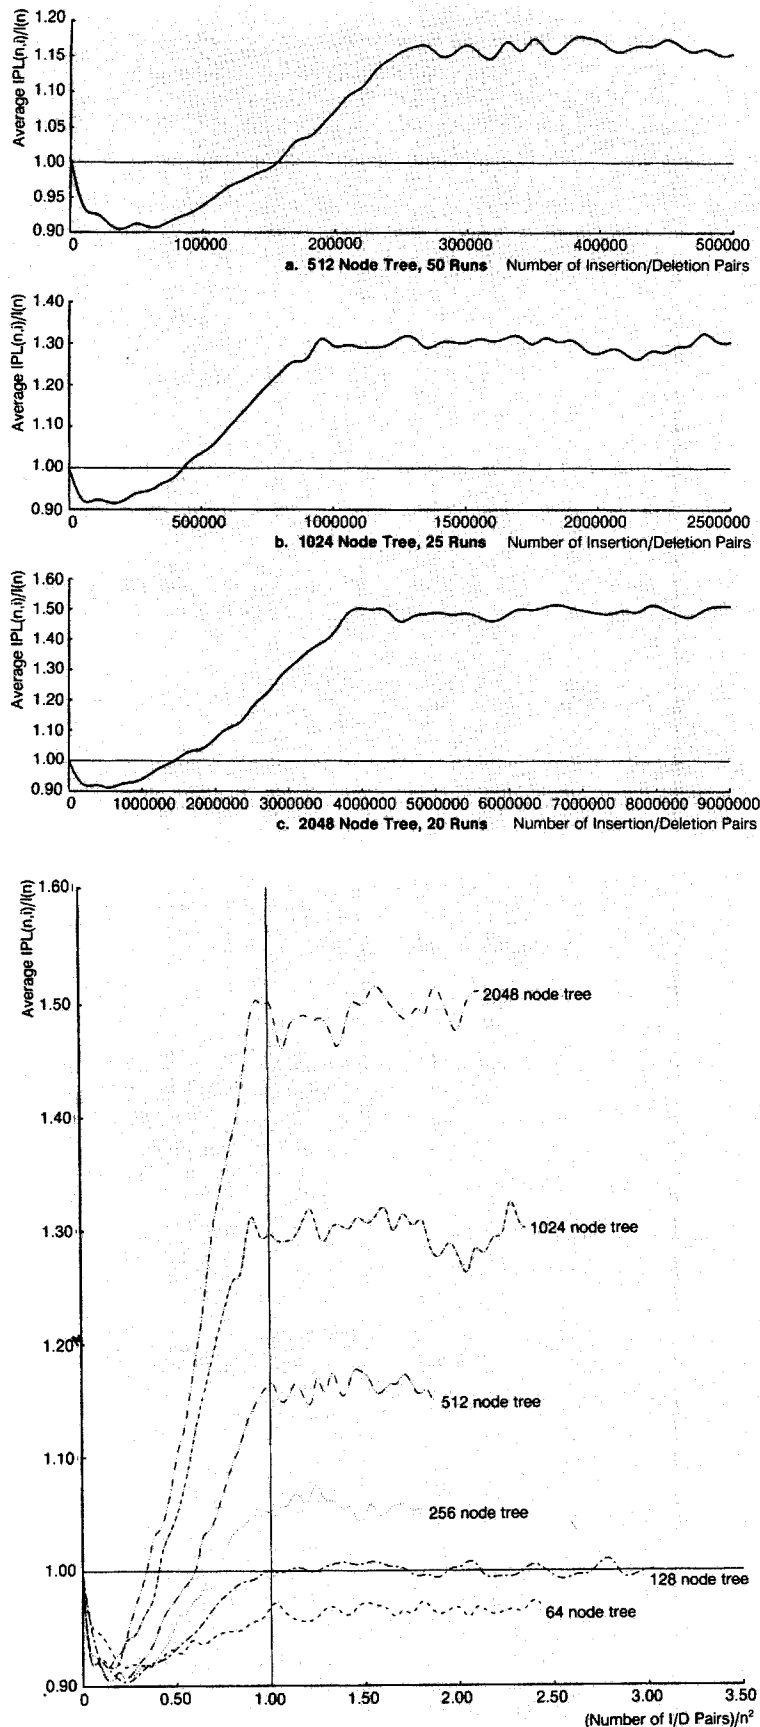 Average IPL(n,i)/I(n)
1.20
1.15
1.10
1.05
1.00
0.95
0.90
0 100000 200000 300000 400000 500000
a. 512 Node Tree, 50 Runs Number of Insertion/Deletion Pairs
Average IPL(n,i)/I(n)
1.40
1.30
1.20
1.10
1.00
0.90
0 500000 1000000 1500000 2000000 2500000
b. 1024 Node Tree, 25 Runs Number of Insertion/Deletion Pairs
Average IPL(n,i)/I(n)
1.60
1.50
1.40
1.30
1.20
1.10
1.00
0.90
0 1000000 2000000 3000000 4000000 5000000 6000000 7000000 8000000 9000000
c. 2048 Node Tree, 20 Runs Number of Insertion/Deletion Pairs
Average IPL(n,i)/I(n)
1.60
2048 node tree
1.50
1.40
1024 node tree
1.30
1.20
512 node tree
1.10
256 node tree
1.00
128 node tree
64 node tree
0.90
0 0.50 1.00 1.50 2.00 2.50 3.00 3.50
(Number of I/D Pairs)/n²